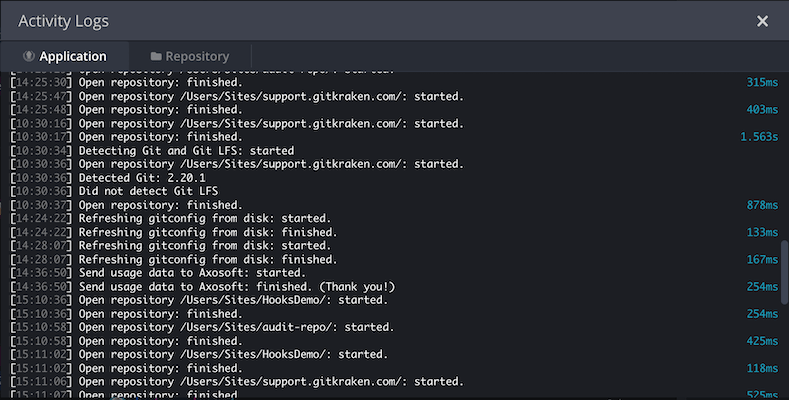 Activity Logs
Application Repository
[14:25:30] Open repository: finished. 315ms
[14:25:47] Open repository /Users/Sites/support.gitkraken.com/: started.
[14:25:48] Open repository: finished. 403ms
[10:30:16] Open repository /Users/Sites/support.gitkraken.com/: started.
[10:30:17] Open repository: finished. 1.563s
[10:30:34] Detecting Git and Git LFS: started
[10:30:36] Open repository /Users/Sites/support.gitkraken.com/: started.
[10:30:36] Detected Git: 2.20.1
[10:30:36] Did not detect Git LFS
[10:30:37] Open repository: finished. 878ms
[14:24:22] Refreshing gitconfig from disk: started.
[14:24:22] Refreshing gitconfig from disk: finished. 133ms
[14:28:07] Refreshing gitconfig from disk: started.
[14:28:07] Refreshing gitconfig from disk: finished. 167ms
[14:36:50] Send usage data to Axosoft: started.
[14:36:50] Send usage data to Axosoft: finished. (Thank you!) 254ms
[15:10:36] Open repository /Users/Sites/HooksDemo/: started.
[15:10:36] Open repository: finished. 254ms
[15:10:58] Open repository /Users/Sites/audit-repo/: started.
[15:10:58] Open repository: finished. 425ms
[15:11:02] Open repository /Users/Sites/HooksDemo/: started.
[15:11:02] Open repository: finished. 118ms
[15:11:06] Open repository /Users/Sites/support.gitkraken.com/: started.
[15:11:07] Open repository: finished. 525ms